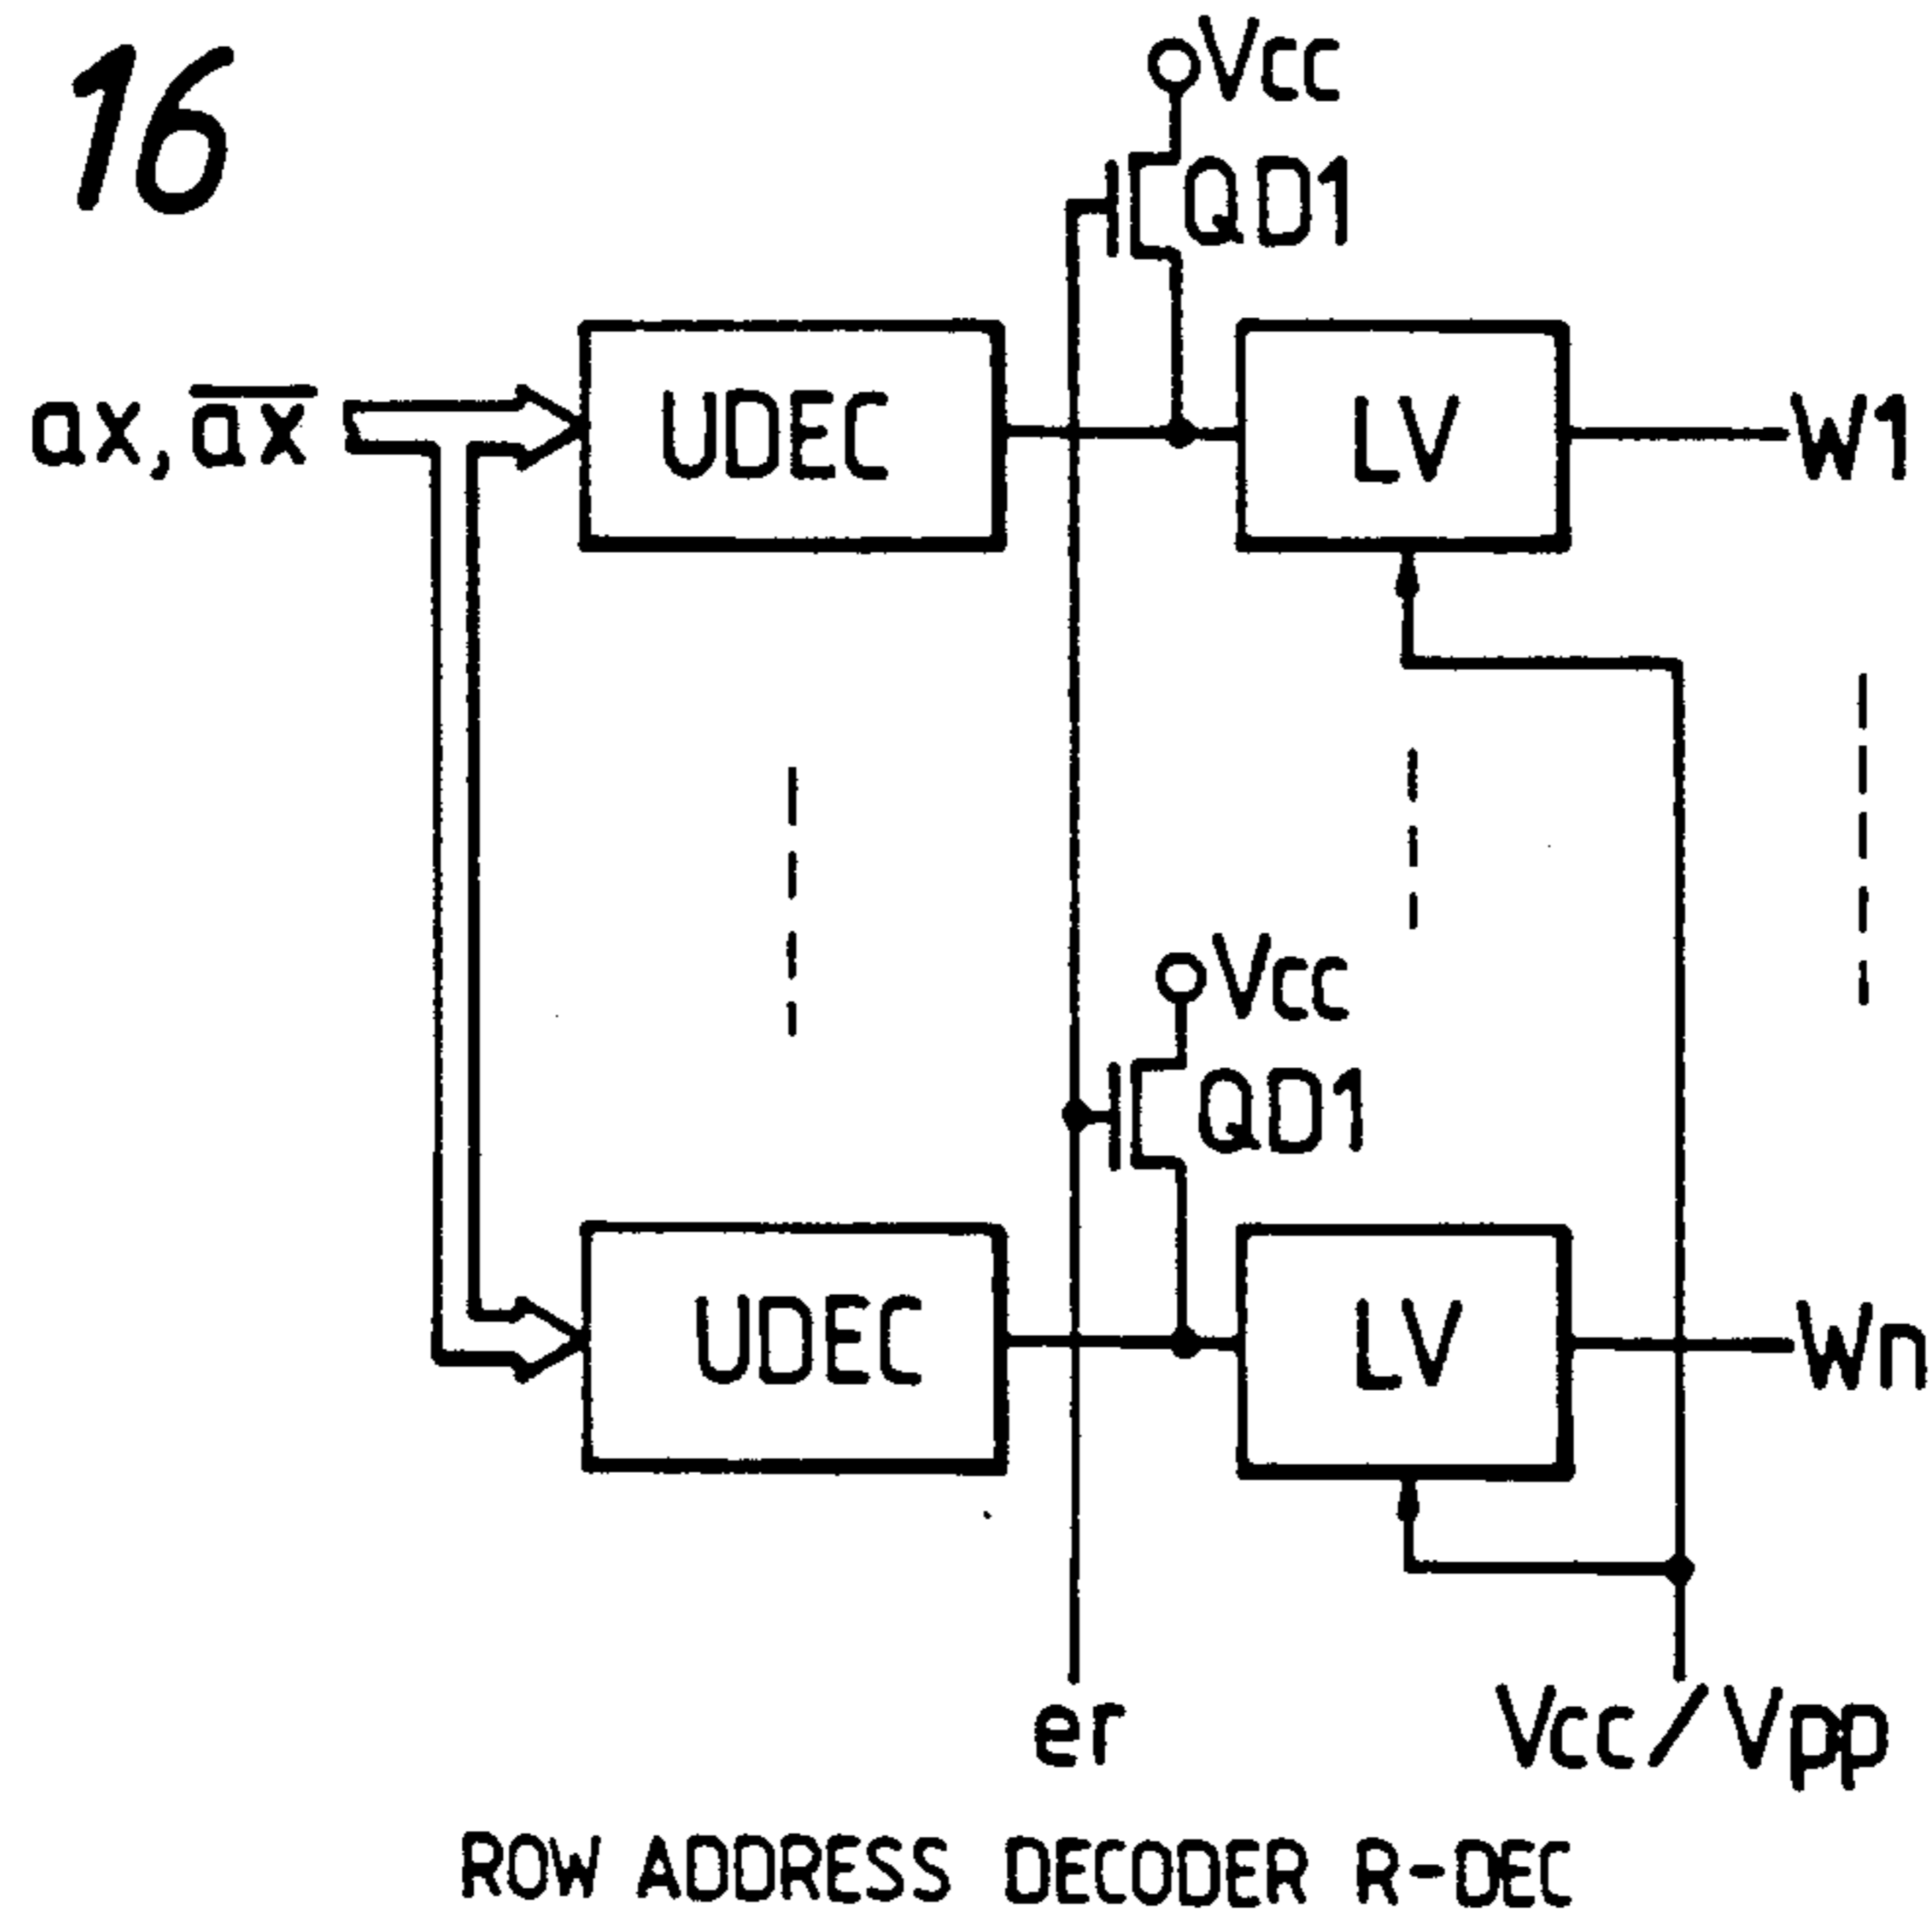 16
Vcc
QD1
ax, a̅x̅
UDEC
LV
W1
Vcc
QD1
UDEC
LV
Wn
er
Vcc/Vpp
ROW ADDRESS DECODER R-DEC